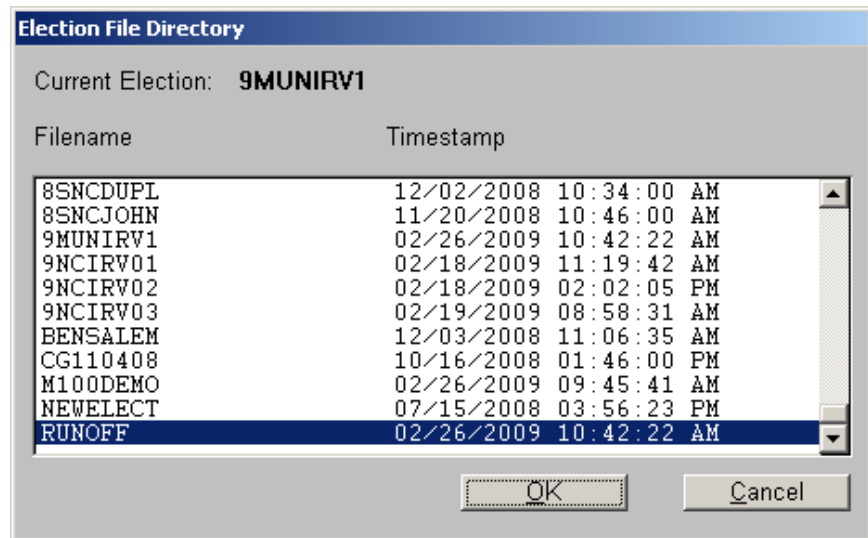 Election File Directory
Current Election: 9MUNIRV1
Filename Timestamp
8SNCDUPL 12/02/2008 10:34:00 AM
8SNCJOHN 11/20/2008 10:46:00 AM
9MUNIRV1 02/26/2009 10:42:22 AM
9NCIRV01 02/18/2009 11:19:42 AM
9NCIRV02 02/18/2009 02:02:05 PM
9NCIRV03 02/19/2009 08:58:31 AM
BENSALEM 12/03/2008 11:06:35 AM
CG110408 10/16/2008 01:46:00 PM
M100DEMO 02/26/2009 09:45:41 AM
NEWELECT 07/15/2008 03:56:23 PM
RUNOFF 02/26/2009 10:42:22 AM
OK Cancel